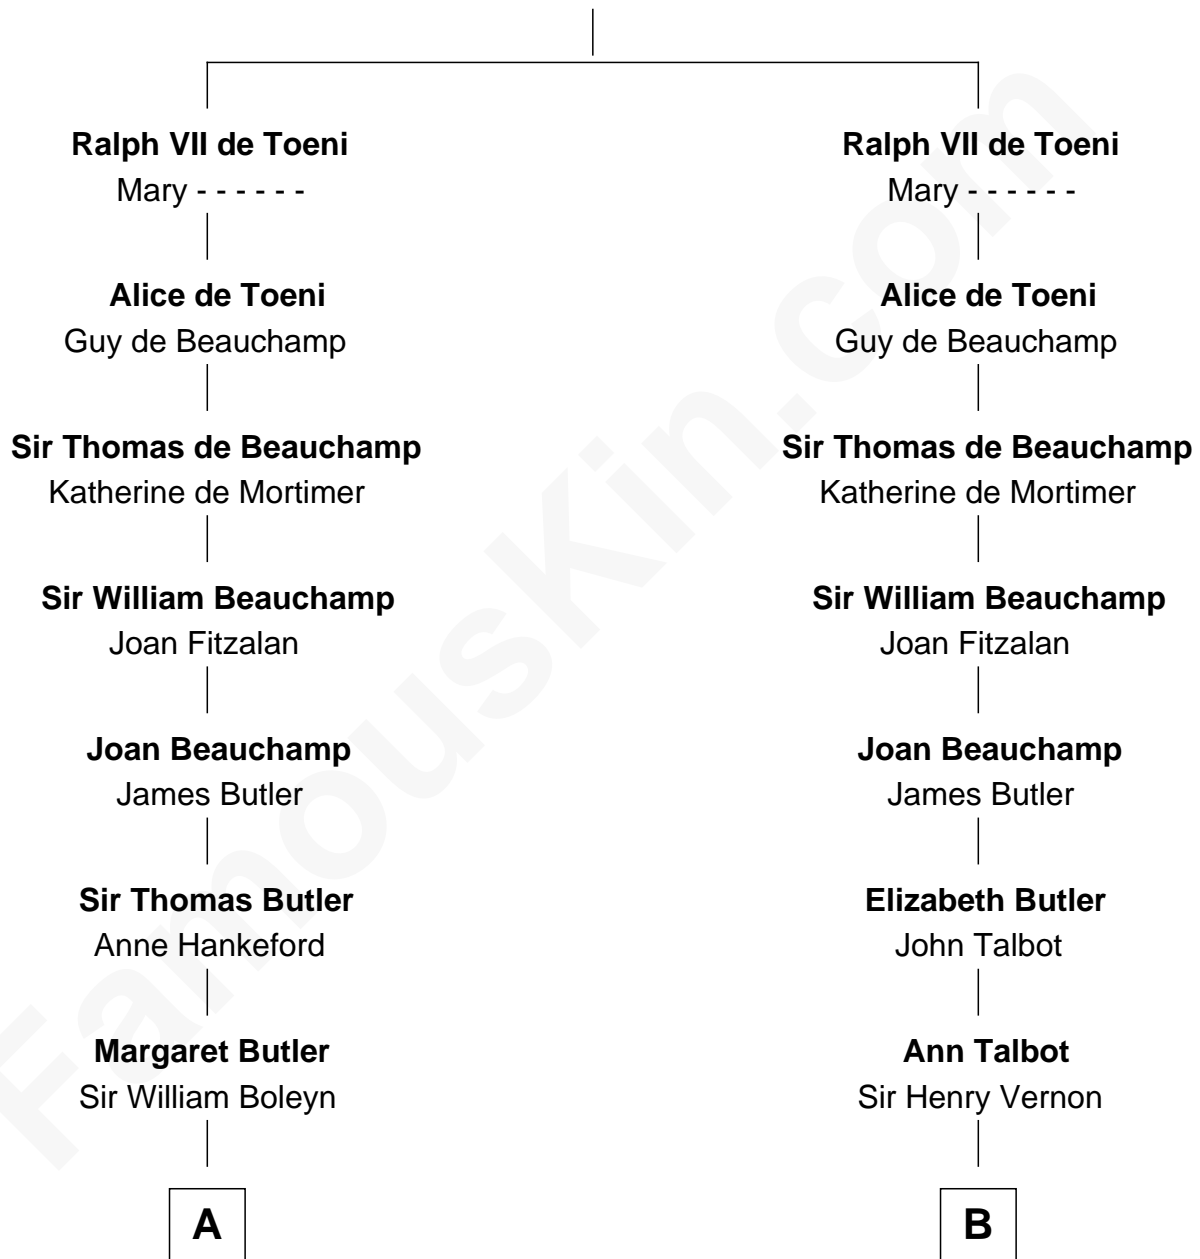 Ralph VII de Toeni
Mary - - - - - -
Alice de Toeni
Guy de Beauchamp
Sir Thomas de Beauchamp
Katherine de Mortimer
Sir William Beauchamp
Joan Fitzalan
Joan Beauchamp
James Butler
Sir Thomas Butler
Anne Hankeford
Margaret Butler
Sir William Boleyn
A
Ralph VII de Toeni
Mary - - - - - -
Alice de Toeni
Guy de Beauchamp
Sir Thomas de Beauchamp
Katherine de Mortimer
Sir William Beauchamp
Joan Fitzalan
Joan Beauchamp
James Butler
Elizabeth Butler
John Talbot
Ann Talbot
Sir Henry Vernon
B
FamousKin.com